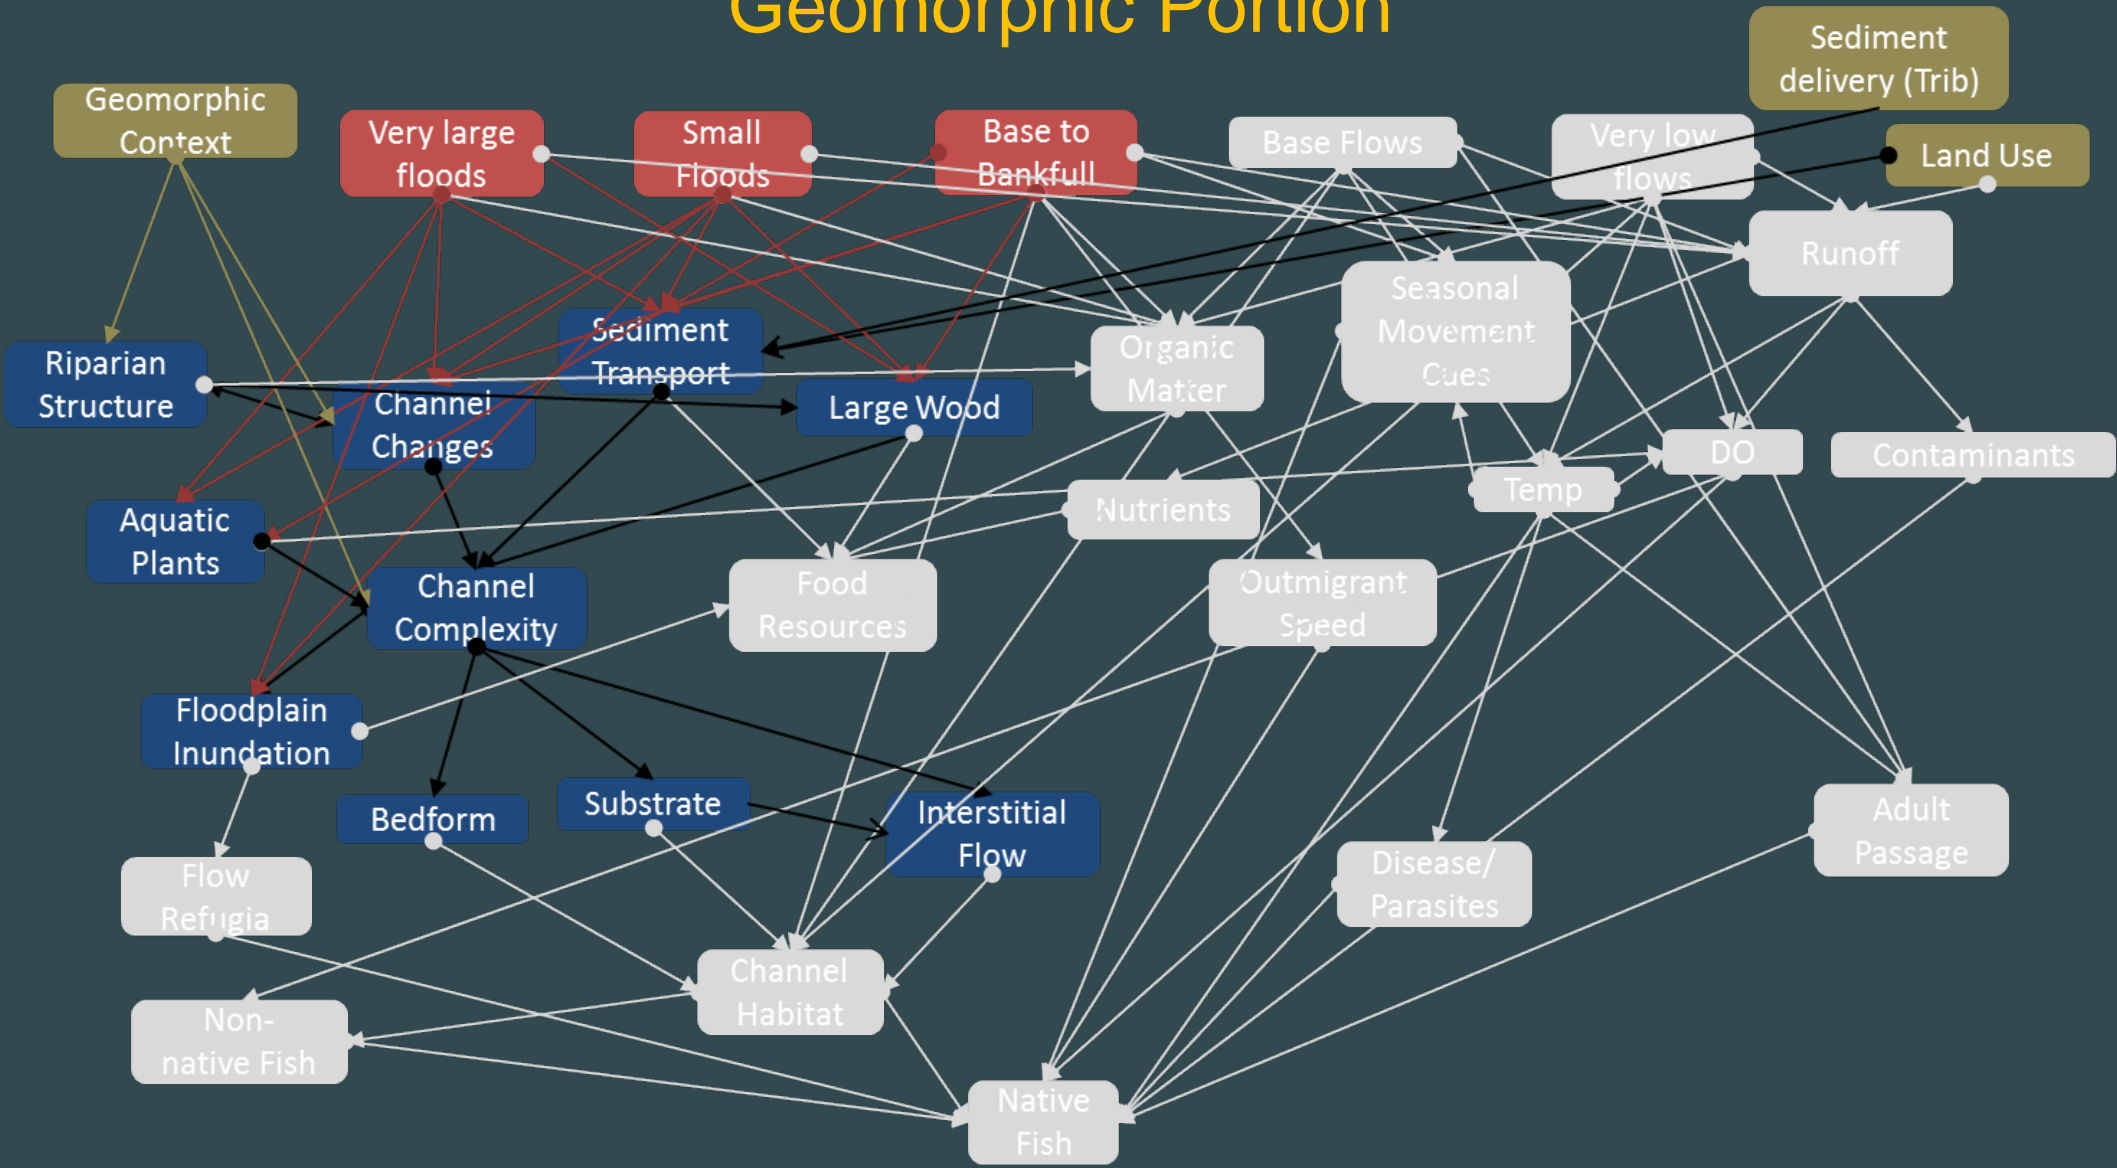 Geomorphic Portion
Sediment
delivery (Trib)
Geomorphic
Context
Very large
floods
Small
Floods
Base to
Bankfull
Base Flows
Very low
flows
Land Use
Runoff
Seasonal
Movement
Cues
Sediment
Transport
Organic
Matter
Riparian
Structure
Channel
Changes
Large Wood
DO
Contaminants
Temp
Nutrients
Aquatic
Plants
Channel
Complexity
Food
Resources
Outmigrant
Speed
Floodplain
Inundation
Bedform
Substrate
Interstitial
Flow
Adult
Passage
Disease/
Parasites
Flow
Refugia
Channel
Habitat
Non-
native Fish
Native
Fish